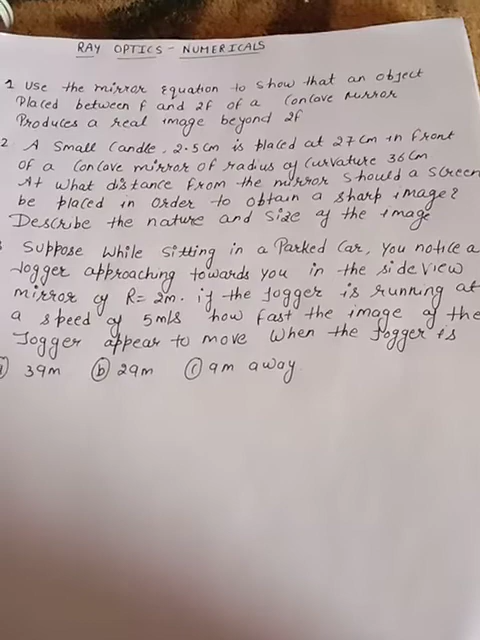 RAY OPTICS - NUMERICALS
1 Use the mirror Equation to show that an object
Placed between f and 2f of a Concave Mirror
Produces a real image beyond 2f
2 A Small Candle, 2.5 cm is placed at 27 cm in front
of a Concave mirror of radius of Curvature 36 cm
At what distance from the mirror should a Screen
be placed in order to obtain a sharp image?
Describe the nature and size of the image
Suppose while sitting in a Parked Car, you notice a
Jogger approaching towards you in the side view
mirror of R = 2m. if the Jogger is running at
a speed of 5 m/s how fast the image of the
Jogger appear to move when the Jogger is
39m (b) 29m (c) 9m away